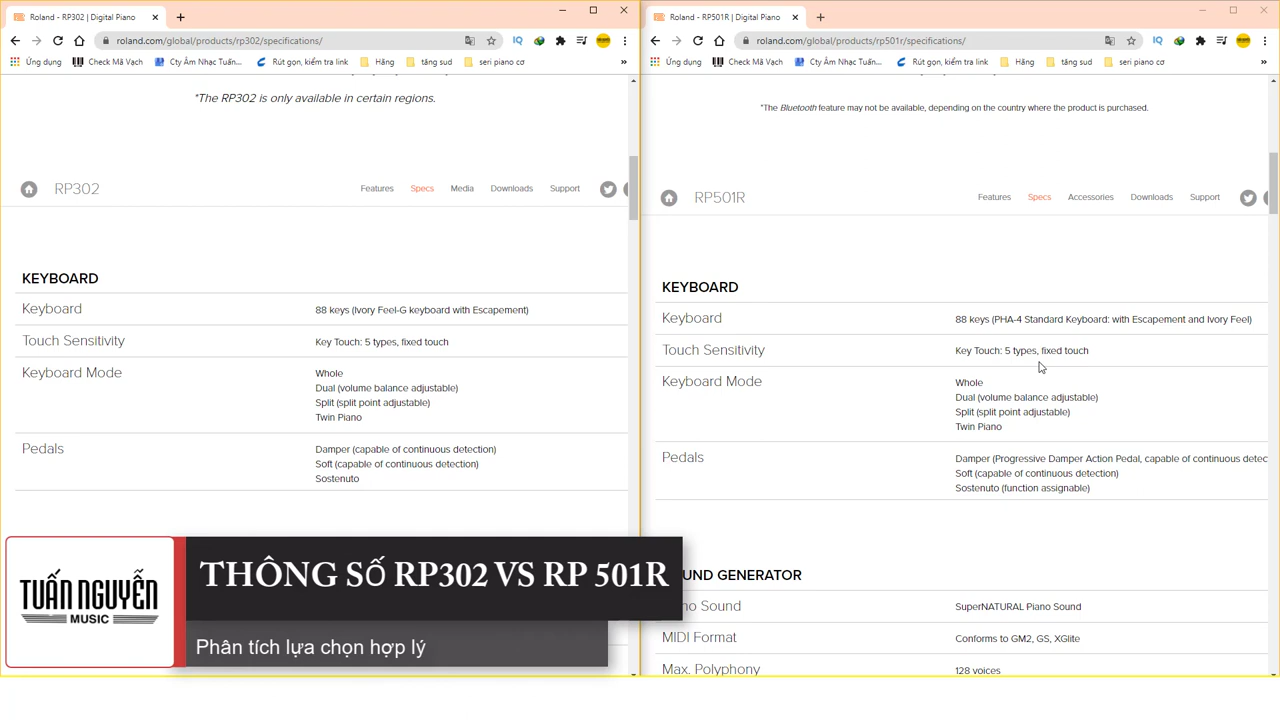 Roland - RP302 | Digital Piano
roland.com/global/products/rp302/specifications/
Ứng dụng
Check Mã Vạch
Cty Âm Nhạc Tuấn...
Rút gọn, kiểm tra link
Hãng
tăng sud
seri piano cơ
»
*The RP302 is only available in certain regions.
RP302
Features
Specs
Media
Downloads
Support
KEYBOARD
Keyboard
88 keys (Ivory Feel-G keyboard with Escapement)
Touch Sensitivity
Key Touch: 5 types, fixed touch
Keyboard Mode
Whole
Dual (volume balance adjustable)
Split (split point adjustable)
Twin Piano
Pedals
Damper (capable of continuous detection)
Soft (capable of continuous detection)
Sostenuto
Roland - RP501R | Digital Piano
roland.com/global/products/rp501r/specifications/
Ứng dụng
Check Mã Vạch
Cty Âm Nhạc Tuấn...
Rút gọn, kiểm tra link
Hãng
tăng sud
seri piano cơ
»
*The Bluetooth feature may not be available, depending on the country where the product is purchased.
RP501R
Features
Specs
Accessories
Downloads
Support
KEYBOARD
Keyboard
88 keys (PHA-4 Standard Keyboard: with Escapement and Ivory Feel)
Touch Sensitivity
Key Touch: 5 types, fixed touch
Keyboard Mode
Whole
Dual (volume balance adjustable)
Split (split point adjustable)
Twin Piano
Pedals
Damper (Progressive Damper Action Pedal, capable of continuous detec
Soft (capable of continuous detection)
Sostenuto (function assignable)
UND GENERATOR
no Sound
SuperNATURAL Piano Sound
MIDI Format
Conforms to GM2, GS, XGlite
Max. Polyphony
128 voices
TUẤN NGUYỄN
MUSIC
THÔNG SỐ RP302 VS RP 501R
Phân tích lựa chọn hợp lý